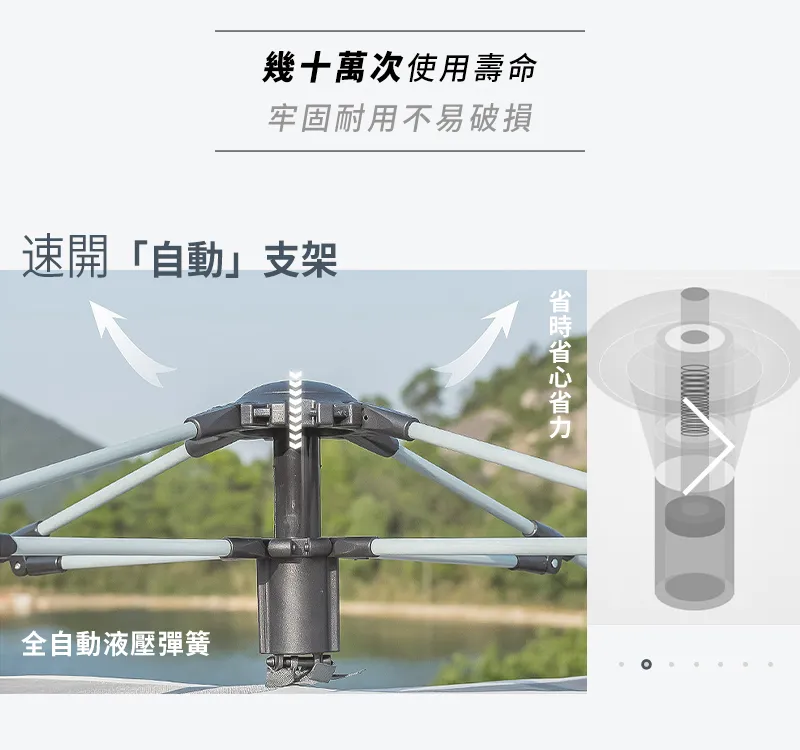 幾十萬次使用壽命
牢固耐用不易破損
速開「自動」支架
省時省心省力
全自動液壓彈簧